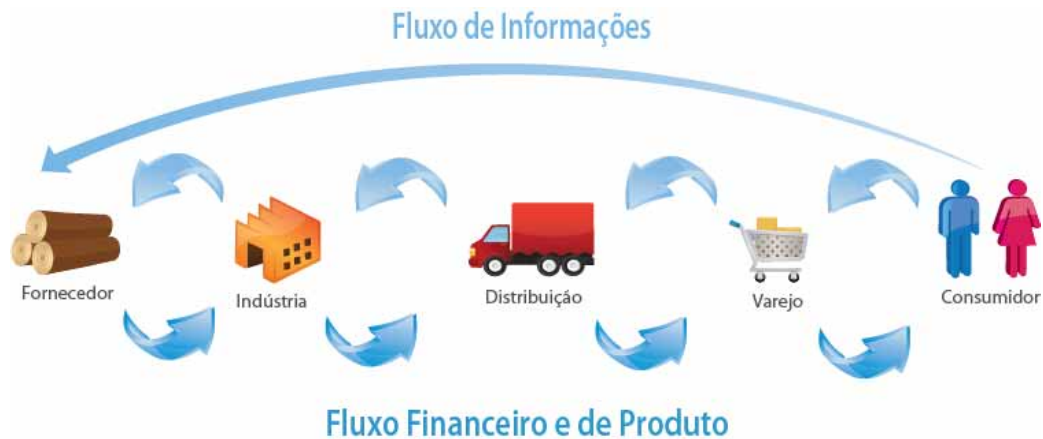 Fluxo de Informações
Fornecedor
Indústria
Distribuição
Varejo
Consumidor
Fluxo Financeiro e de Produto